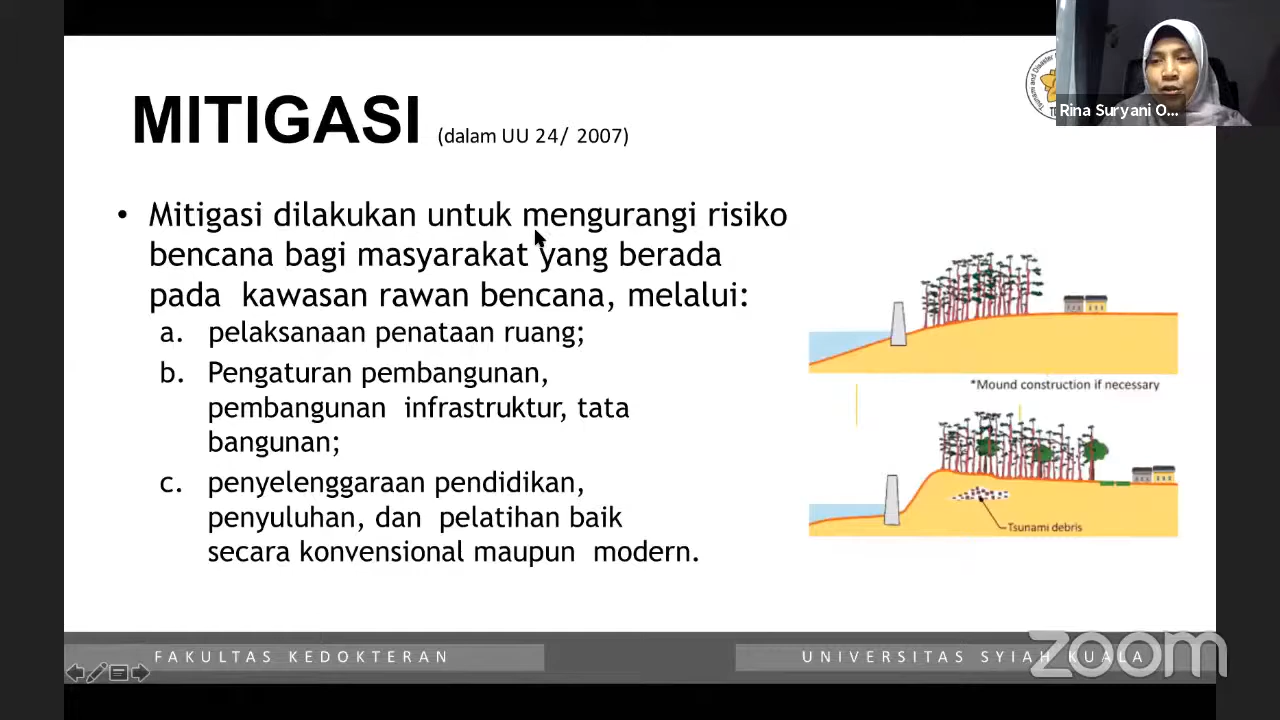 MITIGASI (dalam UU 24/ 2007)
Rina Suryani O...
• Mitigasi dilakukan untuk mengurangi risiko
bencana bagi masyarakat yang berada
pada kawasan rawan bencana, melalui:
a. pelaksanaan penataan ruang;
b. Pengaturan pembangunan,
pembangunan infrastruktur, tata
bangunan;
c. penyelenggaraan pendidikan,
penyuluhan, dan pelatihan baik
secara konvensional maupun modern.
*Mound construction if necessary
Tsunami debris
FAKULTAS KEDOKTERAN
UNIVERSITAS SYIAH KUALA
zoom